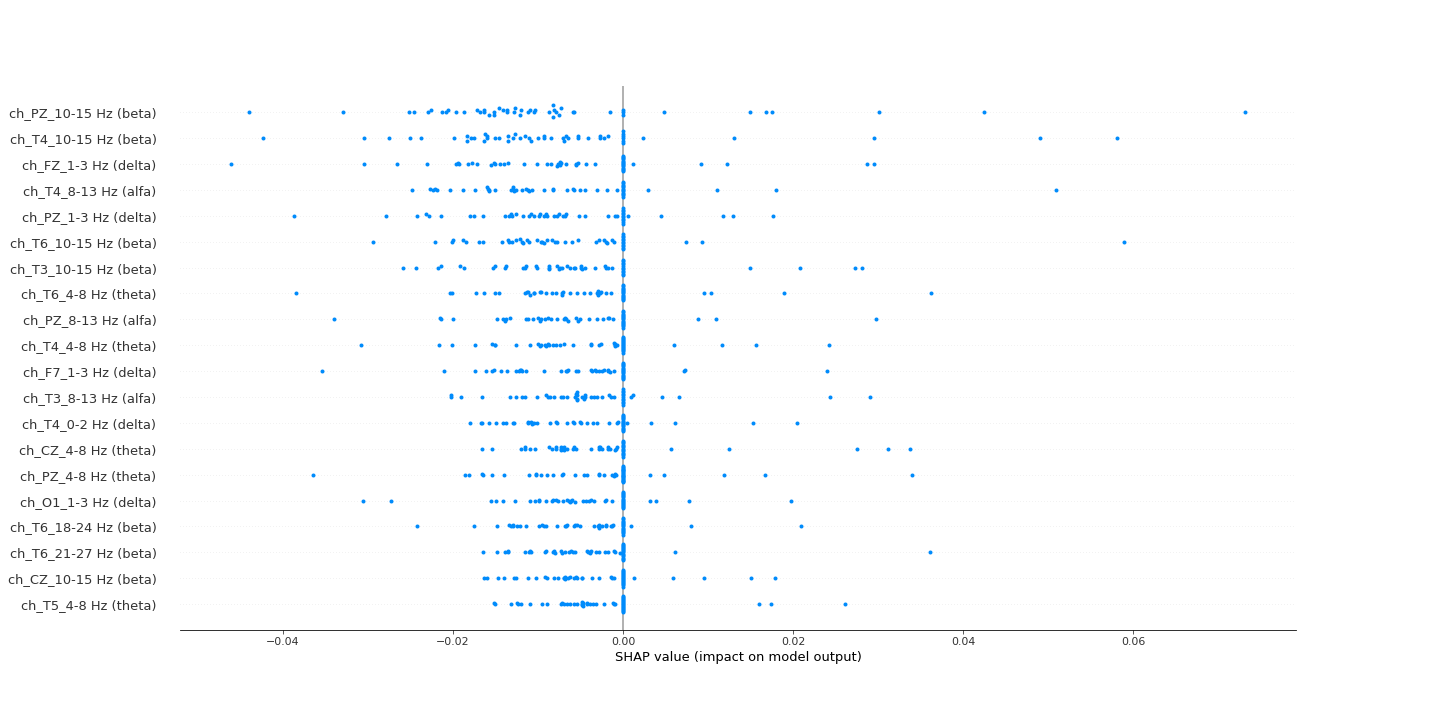 ch_PZ_10-15 Hz (beta)
ch_T4_10-15 Hz (beta)
ch_FZ_1-3 Hz (delta)
ch_T4_8-13 Hz (alfa)
ch_PZ_1-3 Hz (delta)
ch_T6_10-15 Hz (beta)
ch_T3_10-15 Hz (beta)
ch_T6_4-8 Hz (theta)
ch_PZ_8-13 Hz (alfa)
ch_T4_4-8 Hz (theta)
ch_F7_1-3 Hz (delta)
ch_T3_8-13 Hz (alfa)
ch_T4_0-2 Hz (delta)
ch_CZ_4-8 Hz (theta)
ch_PZ_4-8 Hz (theta)
ch_O1_1-3 Hz (delta)
ch_T6_18-24 Hz (beta)
ch_T6_21-27 Hz (beta)
ch_CZ_10-15 Hz (beta)
ch_T5_4-8 Hz (theta)
−0.04 −0.02 0.00 0.02 0.04 0.06
SHAP value (impact on model output)